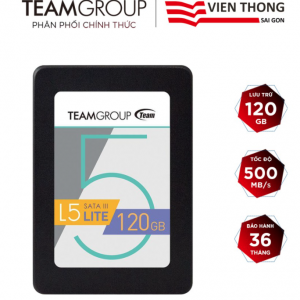 TEAMGROUP
PHÂN PHỐI CHÍNH THỨC
VIEN THONG
SAI GON
TEAMGROUP Team
5
L5 SATA III LITE 120GB
LƯU TRỮ
120
GB
TỐC ĐỘ
500
MB/s
BẢO HÀNH
36
THÁNG